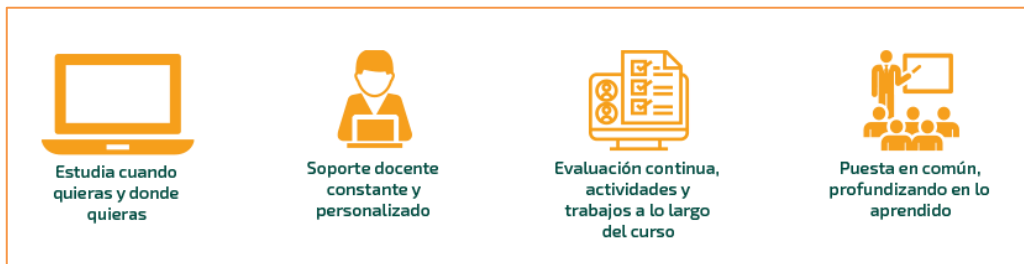 Estudia cuando
quieras y donde
quieras
Soporte docente
constante y
personalizado
Evaluación continua,
actividades y
trabajos a lo largo
del curso
Puesta en común,
profundizando en lo
aprendido